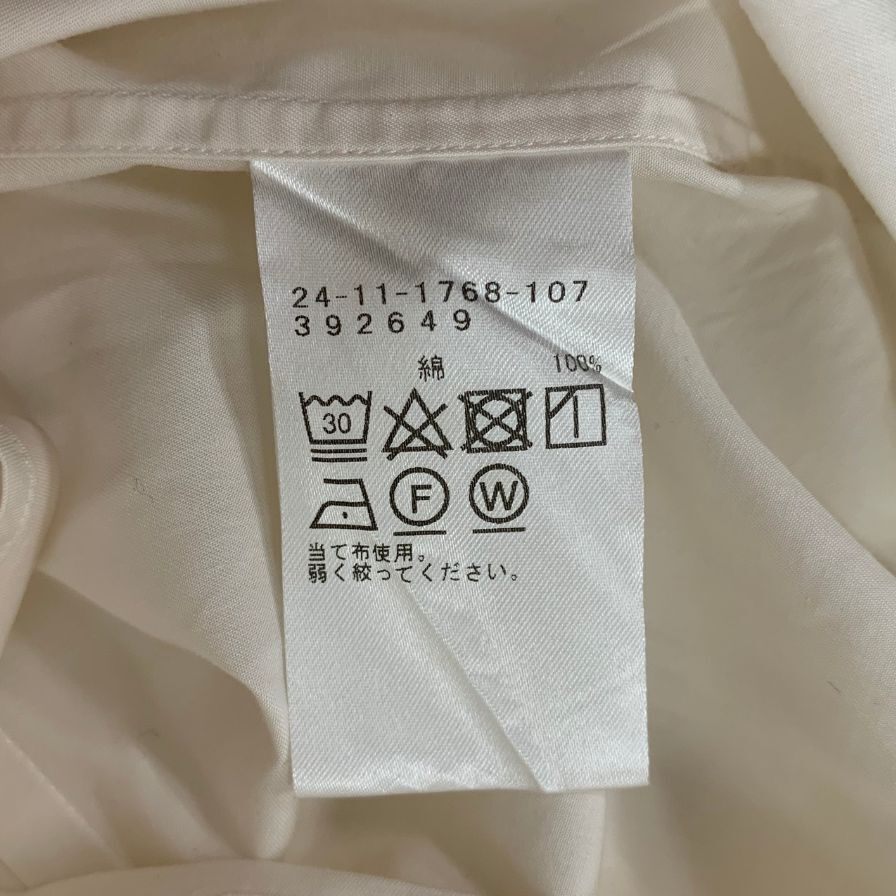 24-11-1768-107
392649
綿 100%
30
F W
当て布使用。
弱く絞ってください。